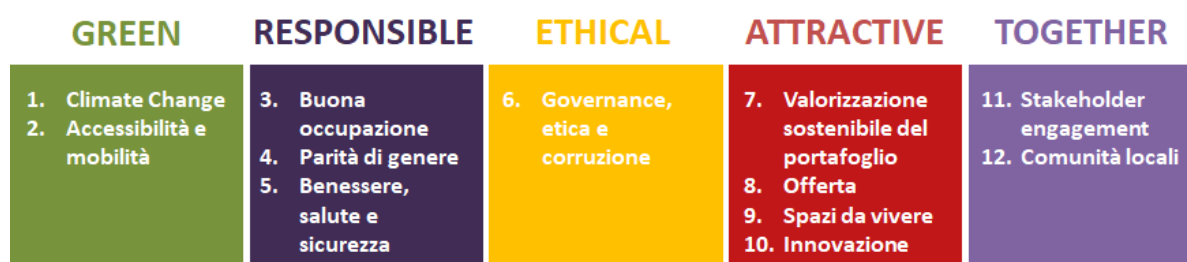 GREEN
1. Climate Change
2. Accessibilità e
mobilità
RESPONSIBLE
3. Buona
occupazione
4. Parità di genere
5. Benessere,
salute e
sicurezza
ETHICAL
6. Governance,
etica e
corruzione
ATTRACTIVE
7. Valorizzazione
sostenibile del
portafoglio
8. Offerta
9. Spazi da vivere
10. Innovazione
TOGETHER
11. Stakeholder
engagement
12. Comunità locali